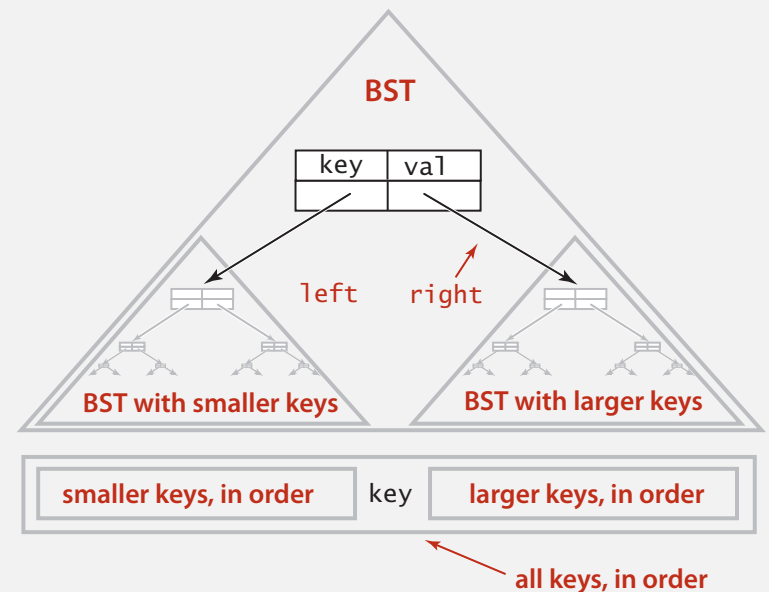 BST
key val
left right
BST with smaller keys BST with larger keys
smaller keys, in order key larger keys, in order
all keys, in order